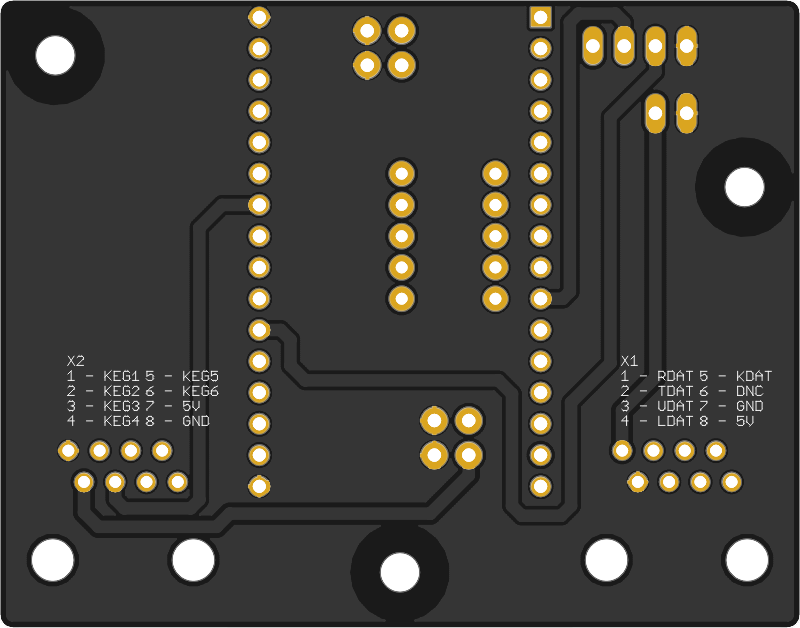 X2
1 - KEG1 5 - KEG5
2 - KEG2 6 - KEG6
3 - KEG3 7 - 5V
4 - KEG4 8 - GND
X1
1 - RDAT 5 - KDAT
2 - TDAT 6 - DNC
3 - UDAT 7 - GND
4 - LDAT 8 - 5V